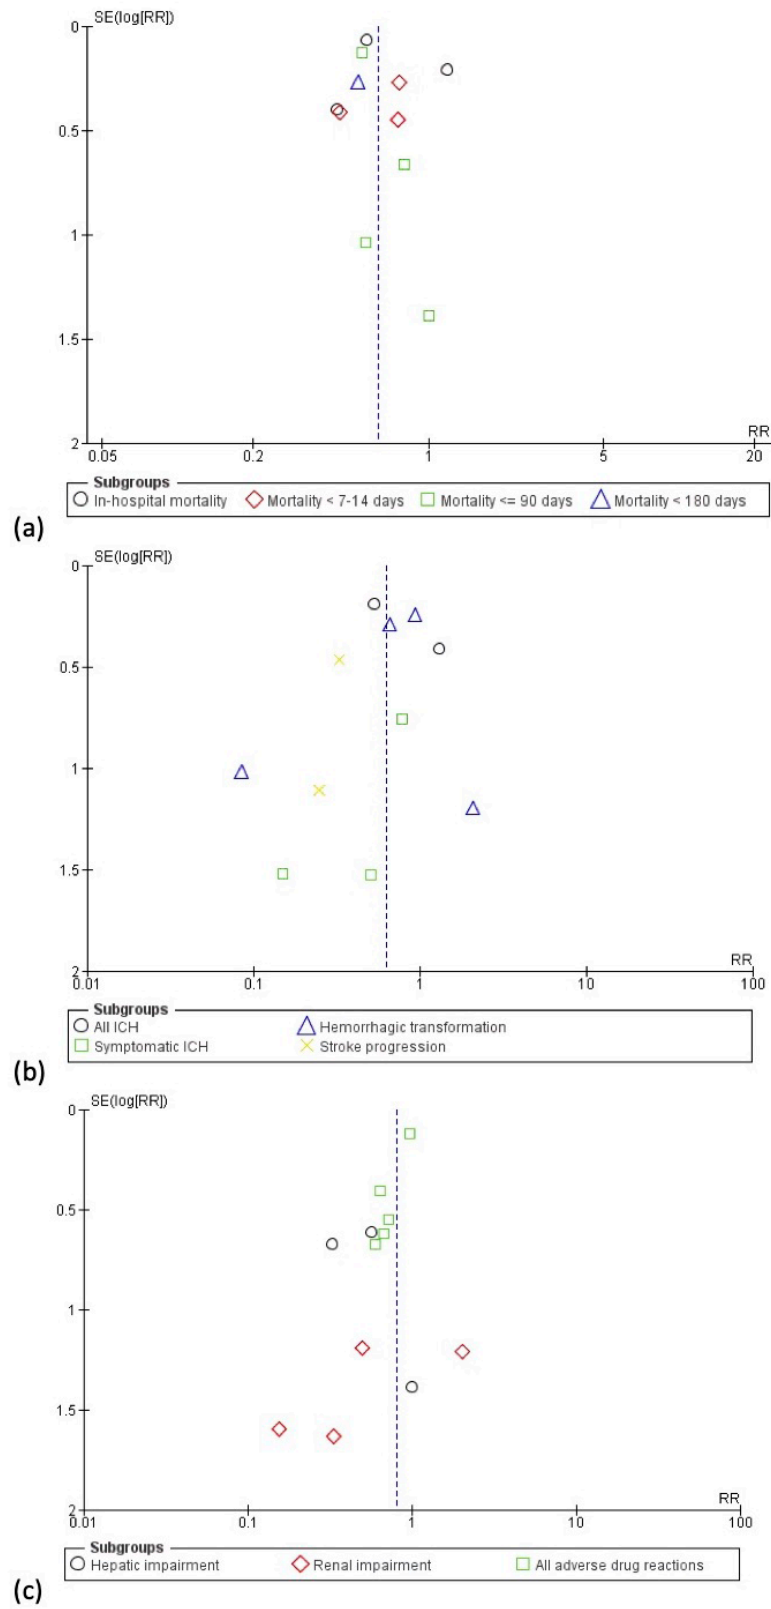 SE(log[RR])
0
0.5
1
1.5
2
RR
0.05 0.2 1 5 20
Subgroups
In-hospital mortality Mortality < 7-14 days Mortality <= 90 days Mortality < 180 days
(a)
SE(log[RR])
0
0.5
1
1.5
2
RR
0.01 0.1 1 10 100
Subgroups
All ICH Hemorrhagic transformation
Symptomatic ICH Stroke progression
(b)
SE(log[RR])
0
0.5
1
1.5
2
RR
0.01 0.1 1 10 100
Subgroups
Hepatic impairment Renal impairment All adverse drug reactions
(c)